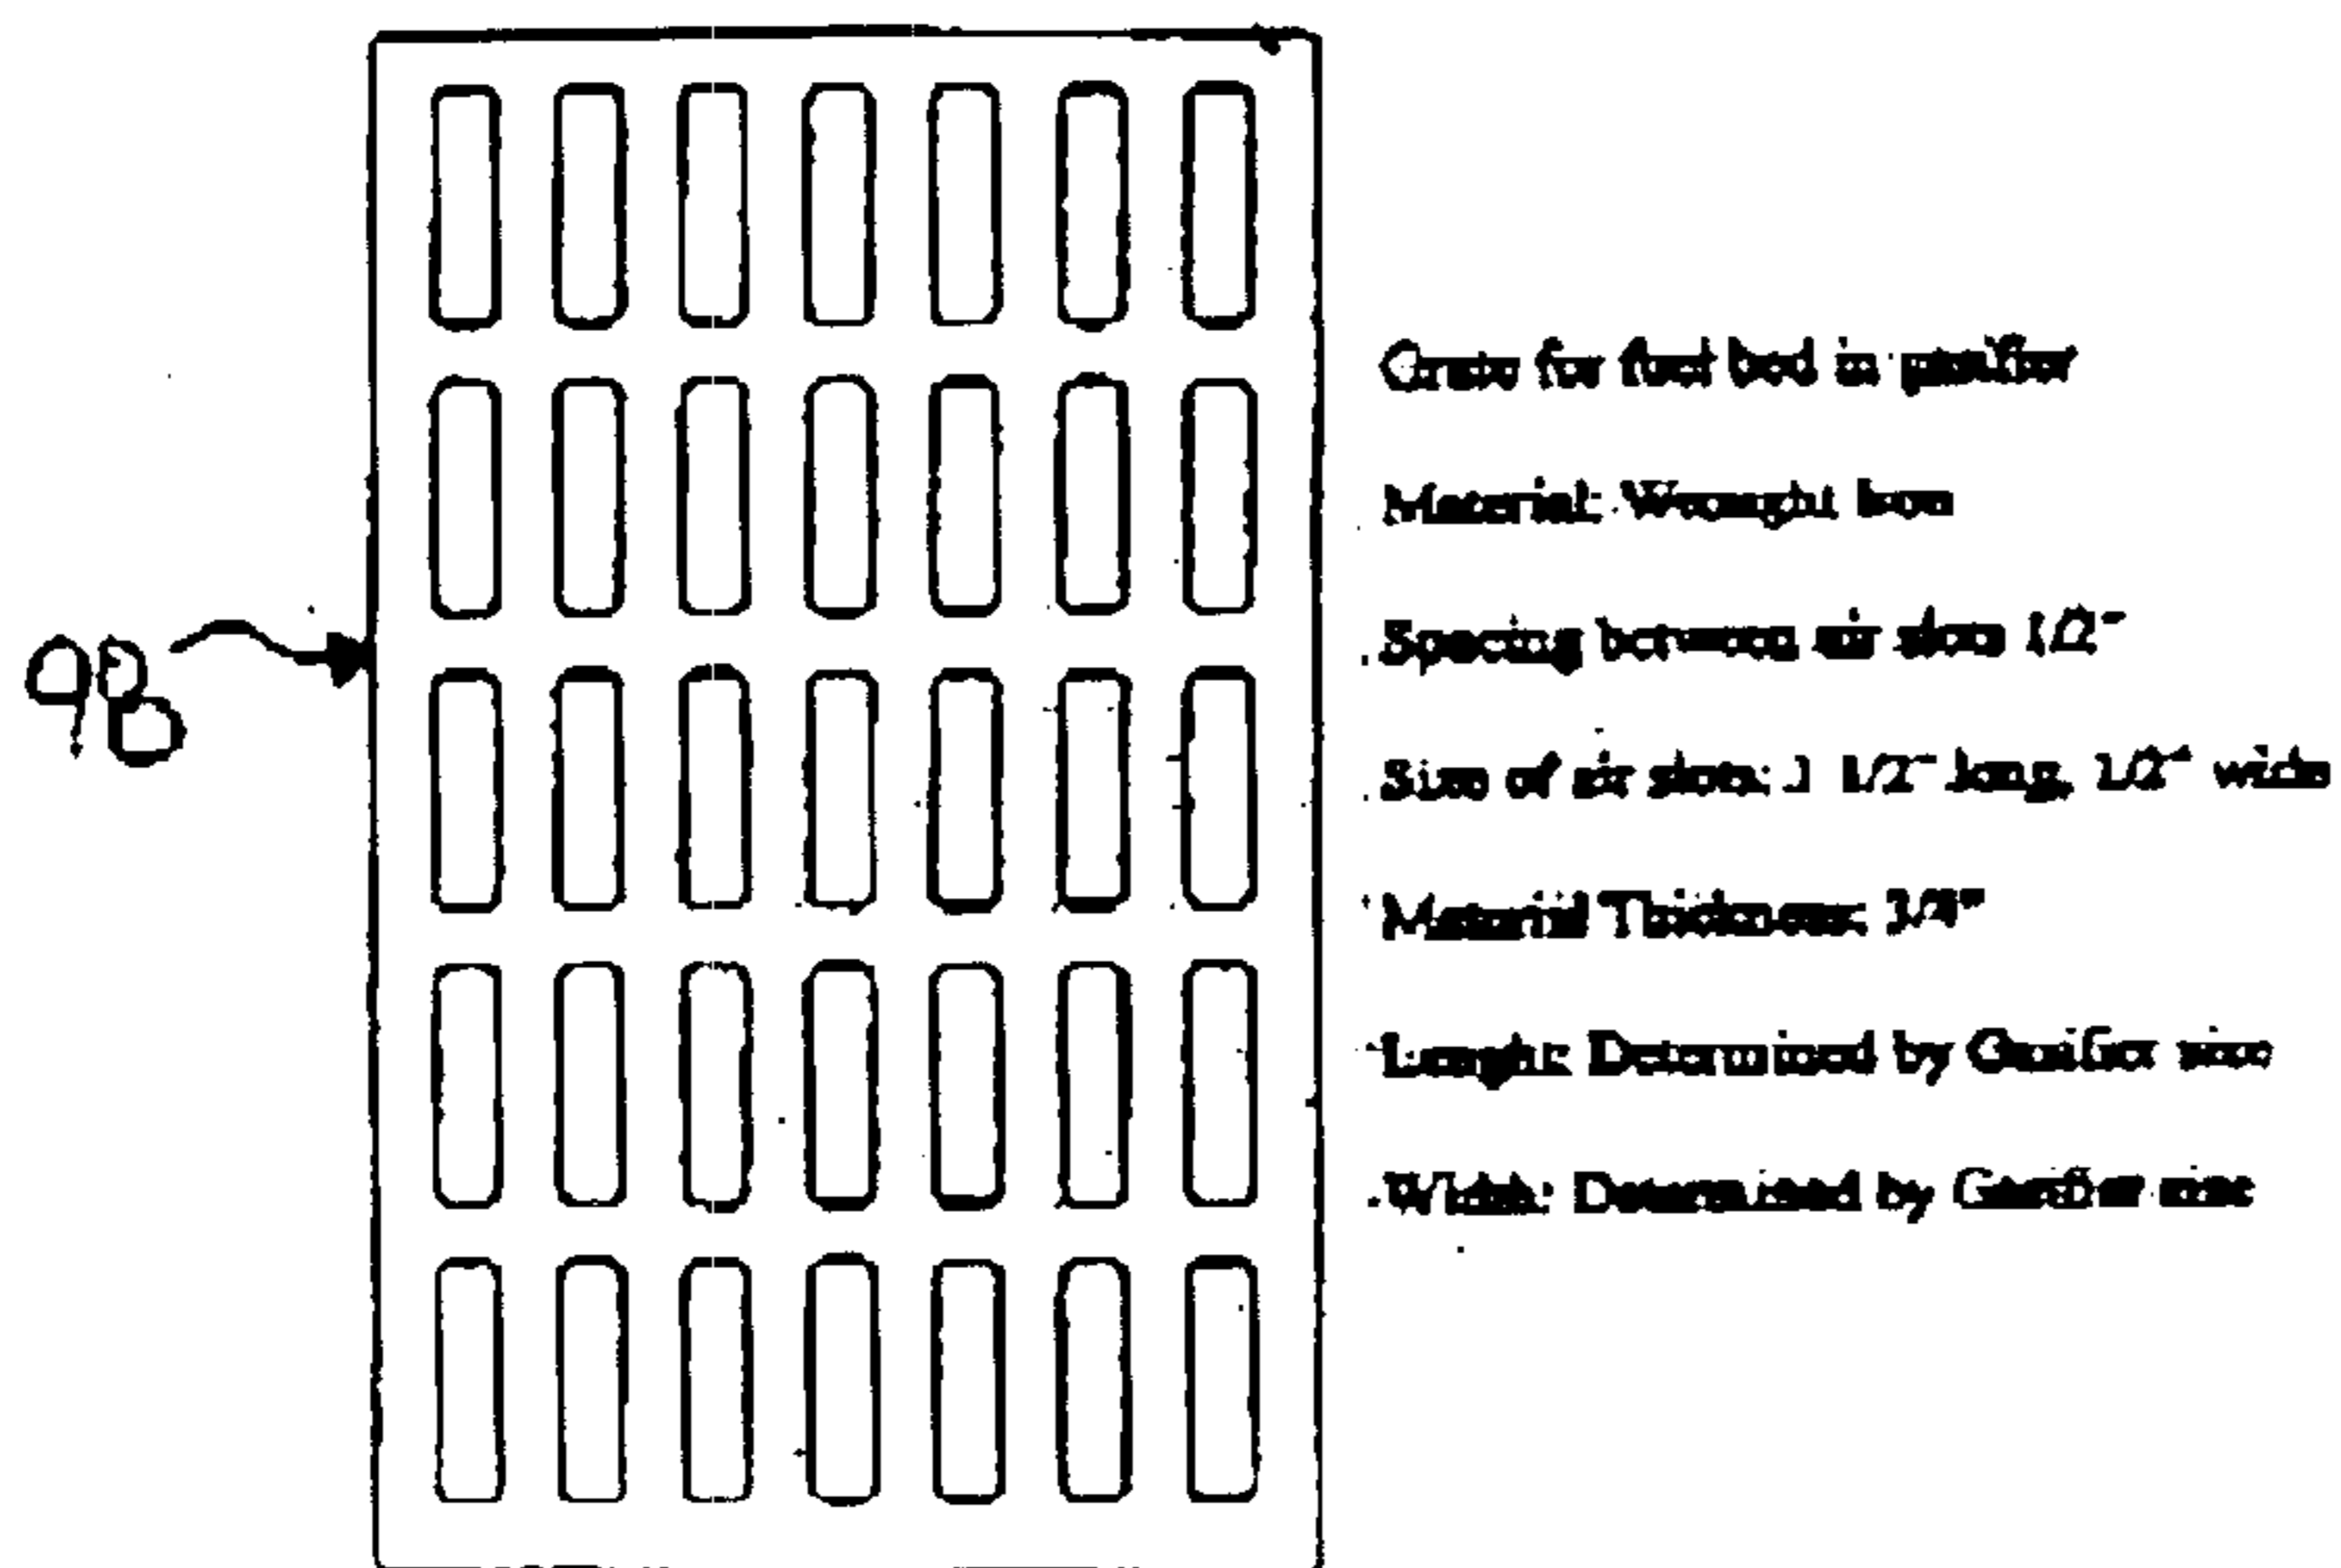 98
Grate for fuel bed in gasifier
Material: Wrought Iron
Spacing between air slots 1/2"
Size of air slots: 1 1/2" long, 1/2" wide
Material Thickness: 3/4"
Length: Determined by Gasifier size
Width: Determined by Gasifier size